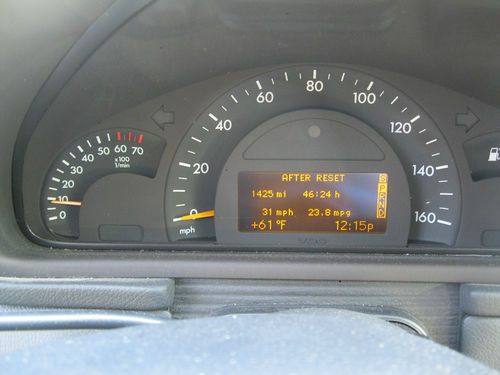 80
60 100
40 120
20 140
0 160
mph
60
50 70
40
30 x100
20 1/min
10
0
AFTER RESET
1425 mi 46:24 h
31 mph 23.8 mpg
+61°F 12:15p
VDO